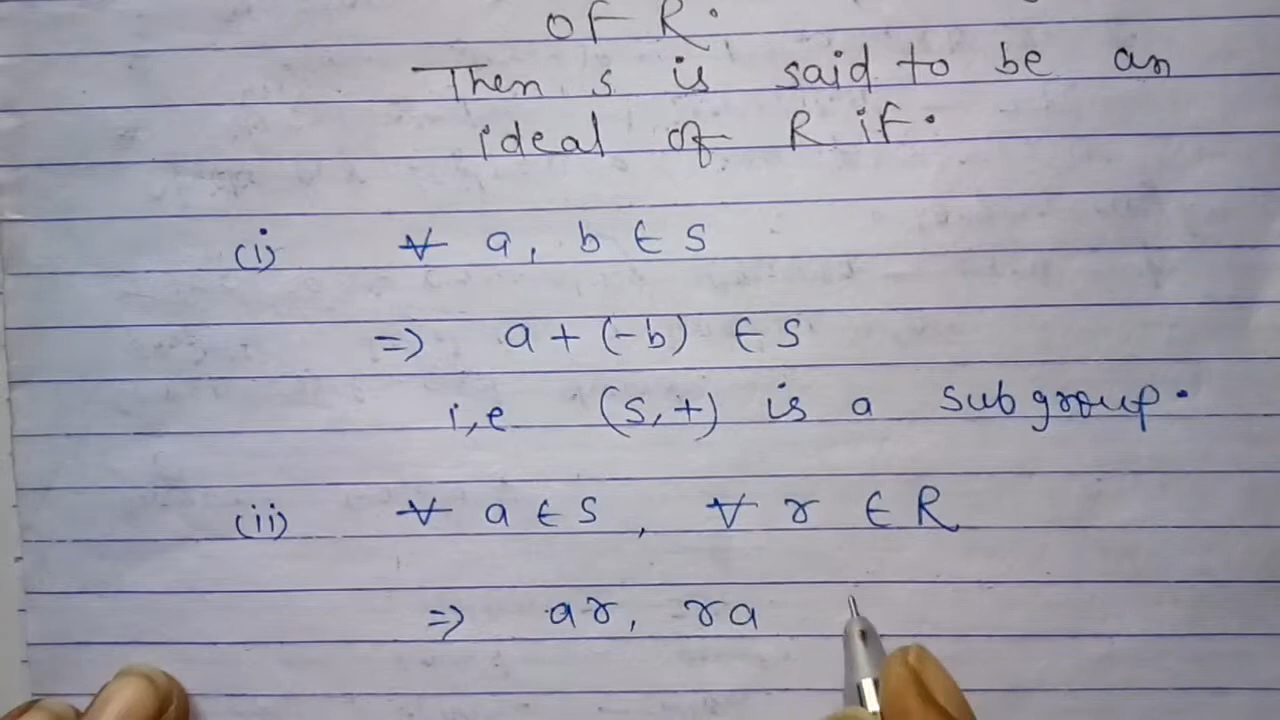 of R.
Then s is said to be an
ideal of R if.
(i) ∀ a, b ∈ S
=> a + (-b) ∈ S
i,e (S,+) is a subgroup.
(ii) ∀ a ∈ S, ∀ r ∈ R
=> ar, ra